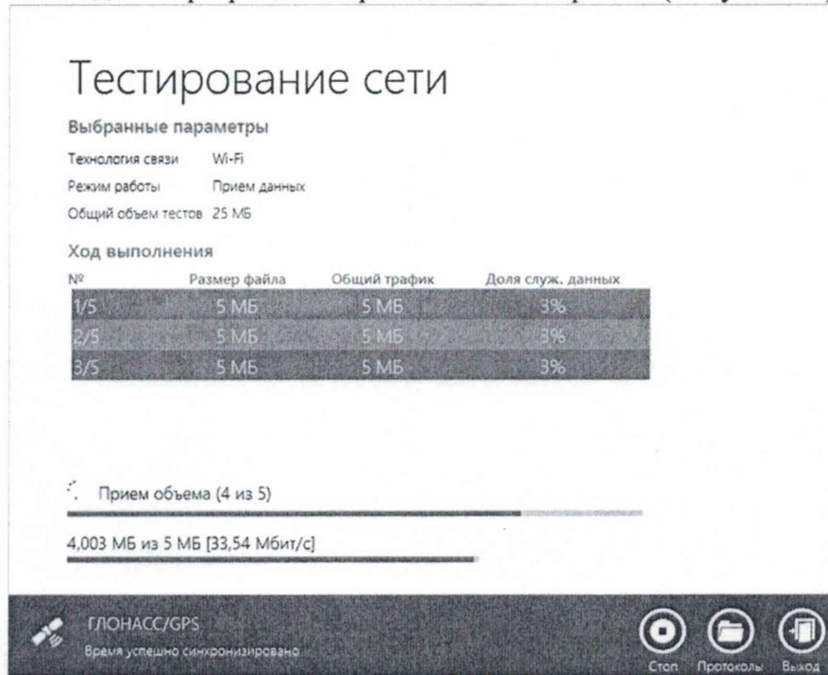 Тестирование сети
Выбранные параметры
Технология связи Wi-Fi
Режим работы Прием данных
Общий объем тестов 25 МБ
Ход выполнения
№ Размер файла Общий трафик Доля служ. данных
1/5 5 МБ 5 МБ 3%
2/5 5 МБ 5 МБ 3%
3/5 5 МБ 5 МБ 3%
Прием объема (4 из 5)
4,003 МБ из 5 МБ [33,54 Мбит/с]
ГЛОНАСС/GPS
Время успешно синхронизировано
Стоп Протоколы Выход